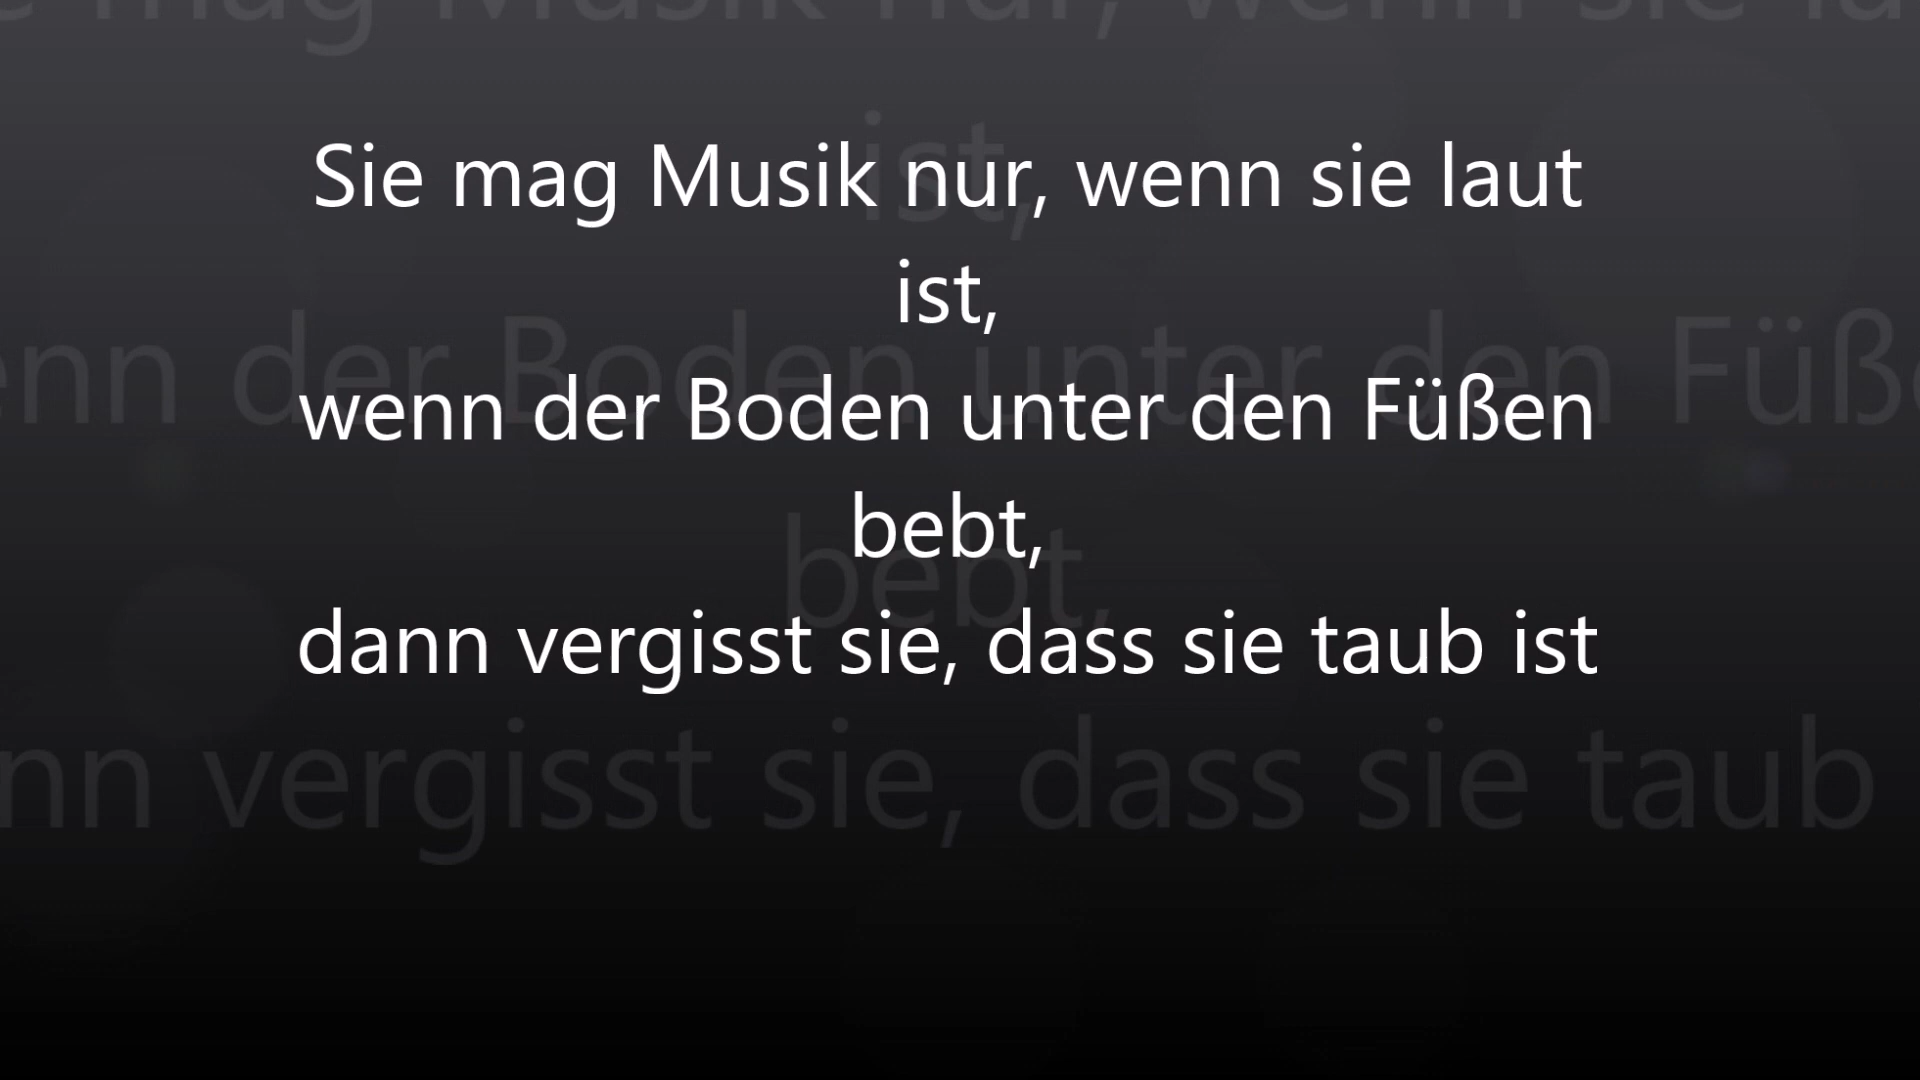 Sie mag Musik nur, wenn sie laut
ist,
wenn der Boden unter den Füßen
bebt,
dann vergisst sie, dass sie taub ist